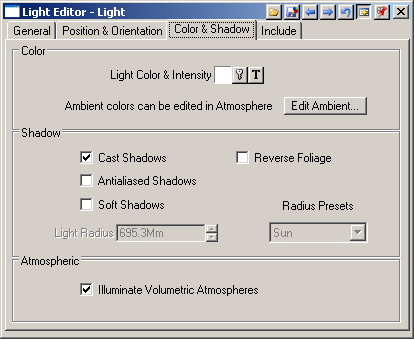 Light Editor - Light
General Position & Orientation Color & Shadow Include
Color
Light Color & Intensity T
Ambient colors can be edited in Atmosphere Edit Ambient...
Shadow
Cast Shadows Reverse Foliage
Antialiased Shadows
Soft Shadows Radius Presets
Light Radius 695.3Mm Sun
Atmospheric
Illuminate Volumetric Atmospheres